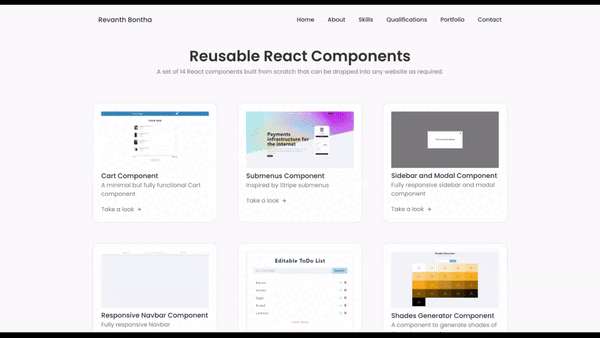 Revanth Bontha
Home About Skills Qualifications Portfolio Contact
Reusable React Components
A set of 14 React components built from scratch that can be dropped into any website as required.
Payments
infrastructure for
the internet
Cart Component
A minimal but fully functional Cart
component
Take a look →
Submenus Component
Inspired by Stripe submenus
Take a look →
Sidebar and Modal Component
Fully responsive sidebar and modal
component
Take a look →
Responsive Navbar Component
Fully responsive Navbar
Editable ToDo List
Shades Generator Component
A component to generate shades of